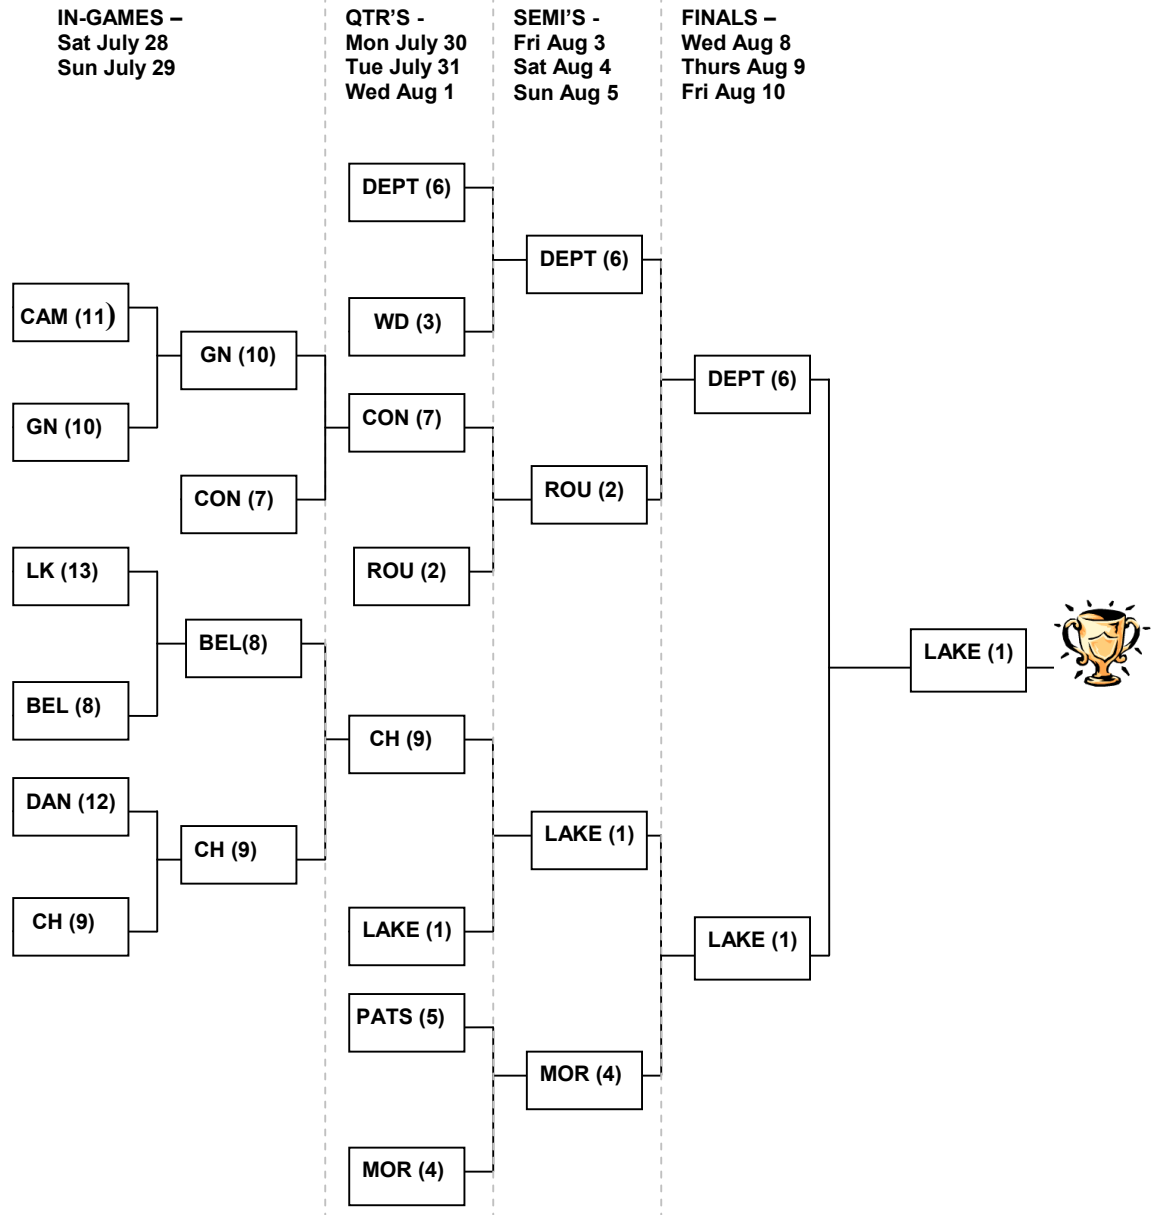 IN-GAMES –
Sat July 28
Sun July 29
QTR'S -
Mon July 30
Tue July 31
Wed Aug 1
SEMI'S -
Fri Aug 3
Sat Aug 4
Sun Aug 5
FINALS –
Wed Aug 8
Thurs Aug 9
Fri Aug 10
CAM (11)
GN (10)
LK (13)
BEL (8)
DAN (12)
CH (9)
GN (10)
CON (7)
BEL(8)
CH (9)
DEPT (6)
WD (3)
CON (7)
ROU (2)
CH (9)
LAKE (1)
PATS (5)
MOR (4)
DEPT (6)
ROU (2)
LAKE (1)
MOR (4)
DEPT (6)
LAKE (1)
LAKE (1)